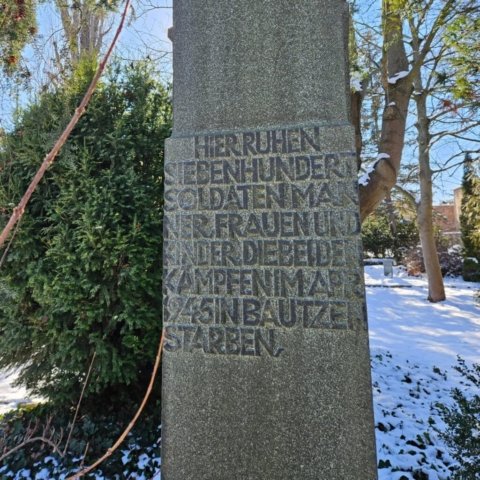 HIER RUHEN
SIEBENHUNDERT
SOLDATEN MÄN
NER, FRAUEN UND
KINDER, DIE BEI DEN
KÄMPFEN IM APR.
1945 IN BAUTZEN
STARBEN.